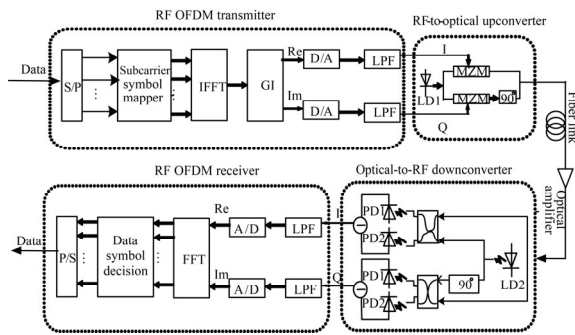 RF OFDM transmitter
RF-to-optical upconverter
Data
S/P
Subcarrier
symbol
mapper
IFFT
GI
Re
D/A
LPF
I
Im
D/A
LPF
Q
LD1
MZM
MZM
90°
Fiber link
Optical
amplifier
RF OFDM receiver
Optical-to-RF downconverter
Data
P/S
Data
symbol
decision
FFT
Re
A/D
LPF
I
Im
A/D
LPF
Q
PD1
PD2
PD1
PD2
90°
LD2